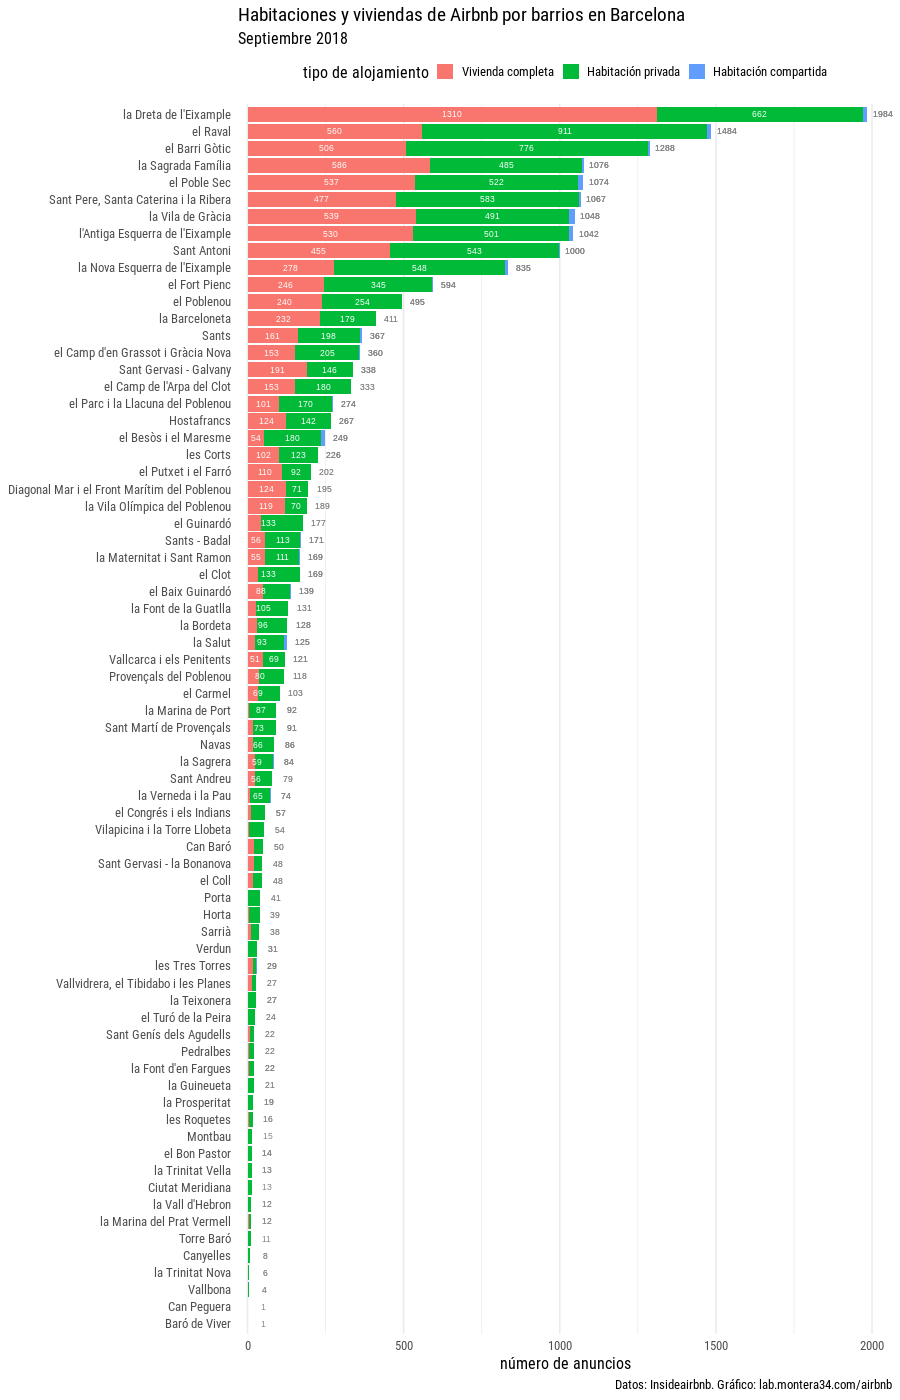 Habitaciones y viviendas de Airbnb por barrios en Barcelona
Septiembre 2018
tipo de alojamiento Vivienda completa Habitación privada Habitación compartida
la Dreta de l'Eixample 1310 662 1984
el Raval 560 911 1484
el Barri Gòtic 506 776 1288
la Sagrada Família 586 485 1076
el Poble Sec 537 522 1074
Sant Pere, Santa Caterina i la Ribera 477 583 1067
la Vila de Gràcia 539 491 1048
l'Antiga Esquerra de l'Eixample 530 501 1042
Sant Antoni 455 543 1000
la Nova Esquerra de l'Eixample 278 548 835
el Fort Pienc 246 345 594
el Poblenou 240 254 495
la Barceloneta 232 179 411
Sants 161 198 367
el Camp d'en Grassot i Gràcia Nova 153 205 360
Sant Gervasi - Galvany 191 146 338
el Camp de l'Arpa del Clot 153 180 333
el Parc i la Llacuna del Poblenou 101 170 274
Hostafrancs 124 142 267
el Besòs i el Maresme 54 180 249
les Corts 102 123 226
el Putxet i el Farró 110 92 202
Diagonal Mar i el Front Marítim del Poblenou 124 71 195
la Vila Olímpica del Poblenou 119 70 189
el Guinardó 133 177
Sants - Badal 56 113 171
la Maternitat i Sant Ramon 55 111 169
el Clot 133 169
el Baix Guinardó 88 139
la Font de la Guatlla 105 131
la Bordeta 96 128
la Salut 93 125
Vallcarca i els Penitents 51 69 121
Provençals del Poblenou 80 118
el Carmel 69 103
la Marina de Port 87 92
Sant Martí de Provençals 73 91
Navas 66 86
la Sagrera 59 84
Sant Andreu 56 79
la Verneda i la Pau 65 74
el Congrés i els Indians 57
Vilapicina i la Torre Llobeta 54
Can Baró 50
Sant Gervasi - la Bonanova 48
el Coll 48
Porta 41
Horta 39
Sarrià 38
Verdun 31
les Tres Torres 29
Vallvidrera, el Tibidabo i les Planes 27
la Teixonera 27
el Turó de la Peira 24
Sant Genís dels Agudells 22
Pedralbes 22
la Font d'en Fargues 22
la Guineueta 21
la Prosperitat 19
les Roquetes 16
Montbau 15
el Bon Pastor 14
la Trinitat Vella 13
Ciutat Meridiana 13
la Vall d'Hebron 12
la Marina del Prat Vermell 12
Torre Baró 11
Canyelles 8
la Trinitat Nova 6
Vallbona 4
Can Peguera 1
Baró de Viver 1
0 500 1000 1500 2000
número de anuncios
Datos: Insideairbnb. Gráfico: lab.montera34.com/airbnb